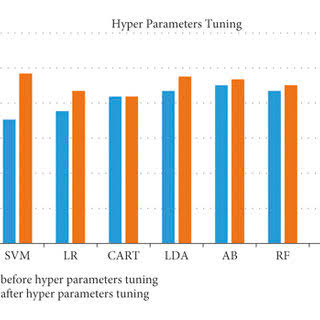 Hyper Parameters Tuning
SVM LR CART LDA AB RF
before hyper parameters tuning
after hyper parameters tuning